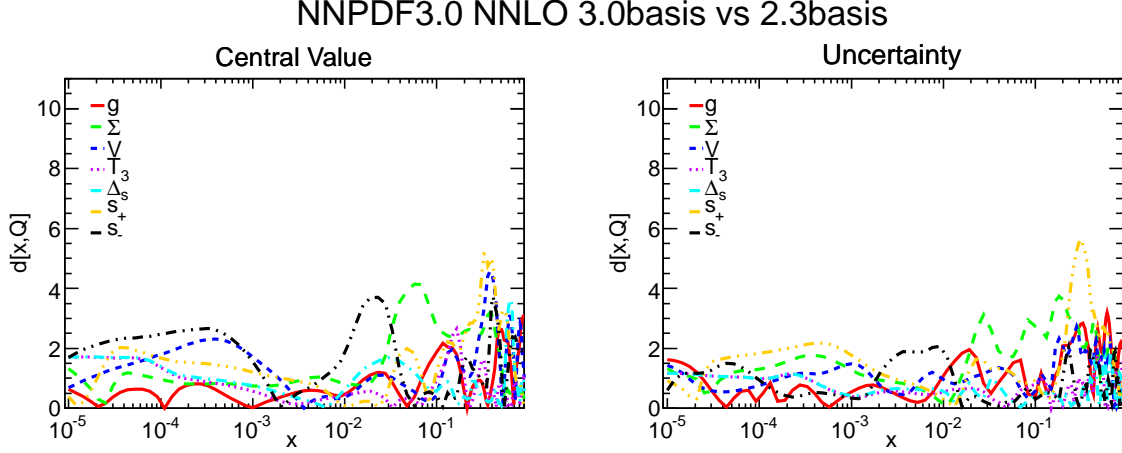 NNPDF3.0 NNLO 3.0basis vs 2.3basis
Central Value
d[x,Q]
10
8
6
4
2
0
g
Σ
V
T₃
Δₛ
s₊
s₋
10⁻⁵ 10⁻⁴ 10⁻³ 10⁻² 10⁻¹
x
Uncertainty
d[x,Q]
10
8
6
4
2
0
g
Σ
V
T₃
Δₛ
s₊
s₋
10⁻⁵ 10⁻⁴ 10⁻³ 10⁻² 10⁻¹
x